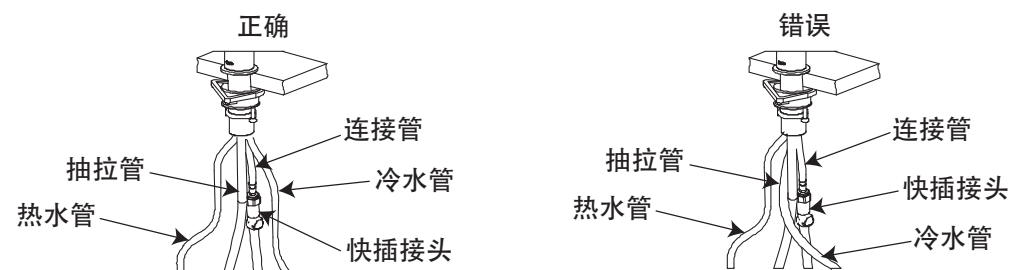 正确
连接管
抽拉管
冷水管
热水管
快插接头
错误
连接管
抽拉管
快插接头
热水管
冷水管